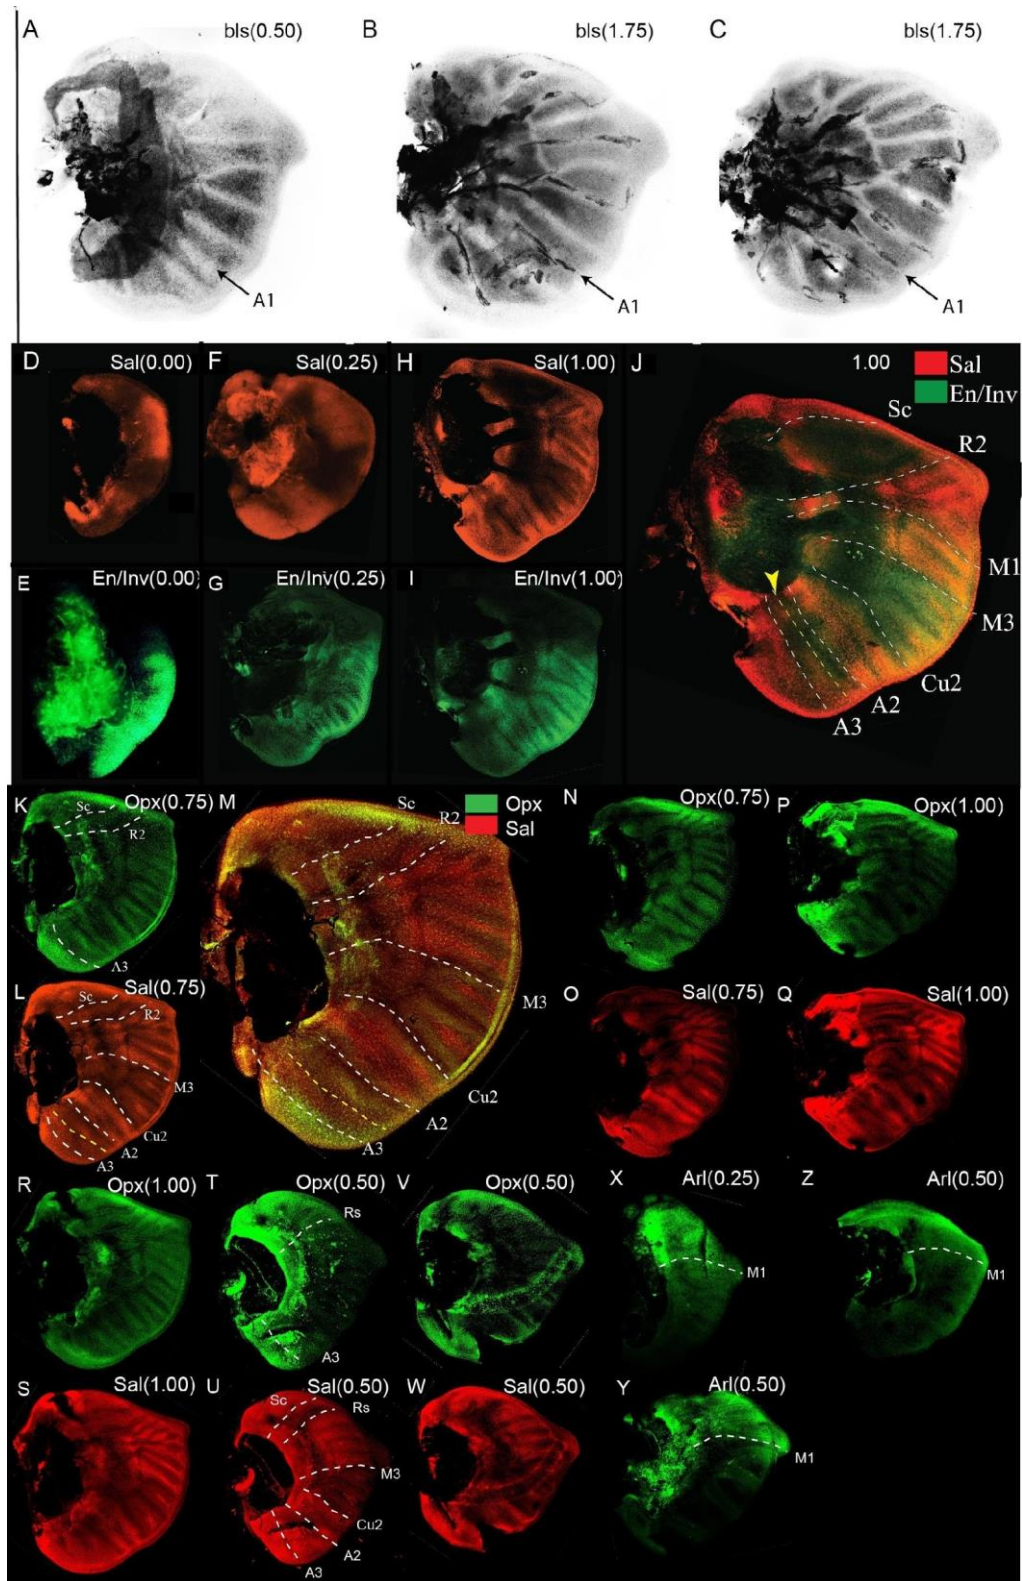 A bls(0.50) B bls(1.75) C bls(1.75)
A1 A1 A1
D Sal(0.00) F Sal(0.25) H Sal(1.00) J 1.00 Sal
En/Inv
Sc
R2
E En/Inv(0.00) G En/Inv(0.25) I En/Inv(1.00)
M1
M3
Cu2
A2
A3
K Sc Opx(0.75) M Sc Opx N Opx(0.75) P Opx(1.00)
R2 R2 Sal
A3
L Sal(0.75) O Sal(0.75) Q Sal(1.00)
Sc
R2
M3 M3
Cu2 Cu2
A2 A2
A3 A3
R Opx(1.00) T Opx(0.50) V Opx(0.50) X Arl(0.25) Z Arl(0.50)
Rs
M1 M1
A3
S Sal(1.00) U Sal(0.50) W Sal(0.50) Y Arl(0.50)
Sc Rs
M1
M3
Cu2
A2
A3